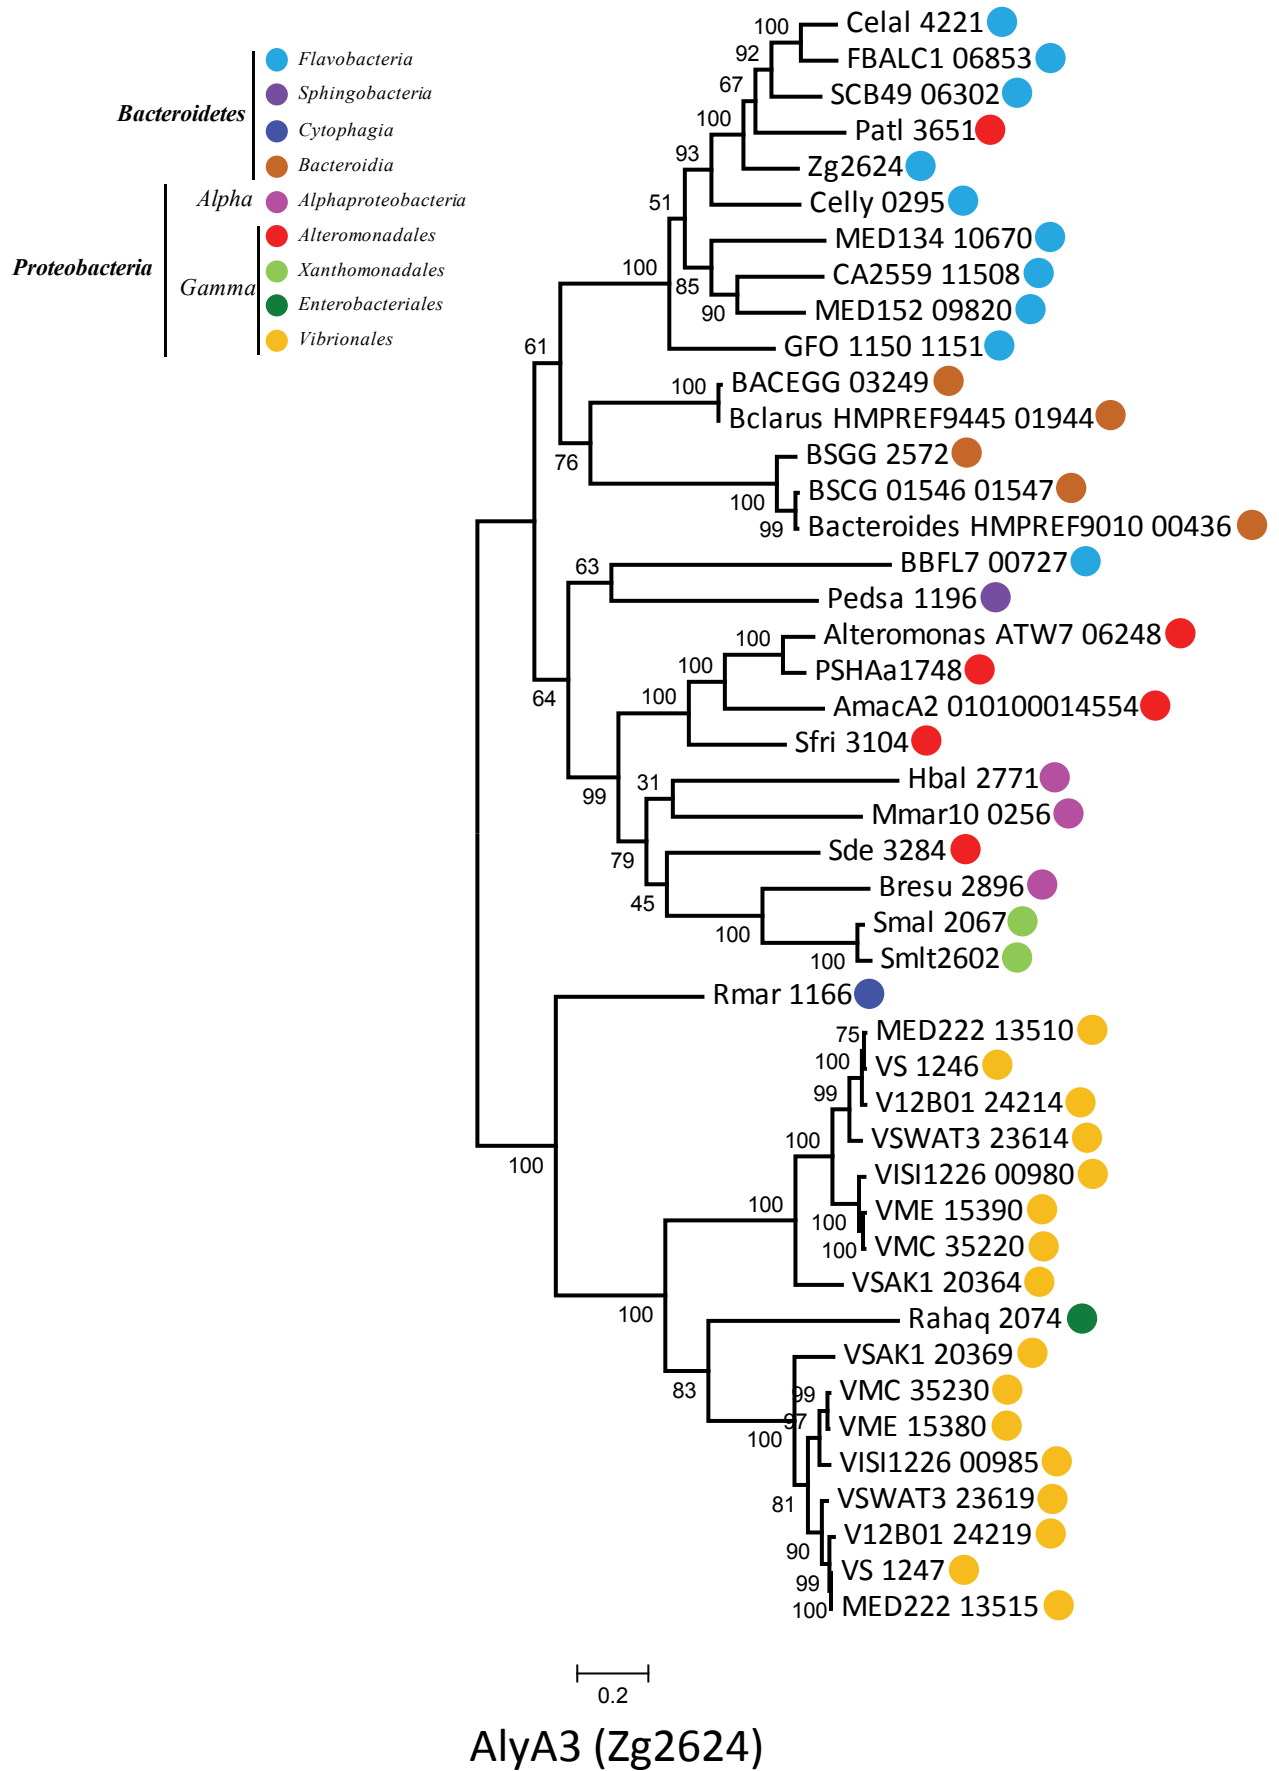 Bacteroidetes
Flavobacteria
Sphingobacteria
Cytophagia
Bacteroidia
Proteobacteria
Alpha
Alphaproteobacteria
Gamma
Alteromonadales
Xanthomonadales
Enterobacteriales
Vibrionales
100 Celal 4221
92 FBALC1 06853
67 SCB49 06302
100 Patl 3651
93 Zg2624
51 Celly 0295
MED134 10670
100 85 CA2559 11508
90 MED152 09820
61 GFO 1150 1151
100 BACEGG 03249
Bclarus HMPREF9445 01944
76 BSGG 2572
100 BSCG 01546 01547
99 Bacteroides HMPREF9010 00436
63 BBFL7 00727
Pedsa 1196
100 Alteromonas ATW7 06248
100 PSHAa1748
64 100 AmacA2 010100014554
Sfri 3104
99 31 Hbal 2771
Mmar10 0256
79 Sde 3284
45 Bresu 2896
100 Smal 2067
100 Smlt2602
Rmar 1166
75 MED222 13510
100 VS 1246
99 V12B01 24214
100 VSWAT3 23614
100 VISI1226 00980
100 100 VME 15390
100 VMC 35220
VSAK1 20364
100 Rahaq 2074
VSAK1 20369
83 99 VMC 35230
100 97 VME 15380
VISI1226 00985
81 VSWAT3 23619
90 V12B01 24219
99 VS 1247
100 MED222 13515
0.2
AlyA3 (Zg2624)